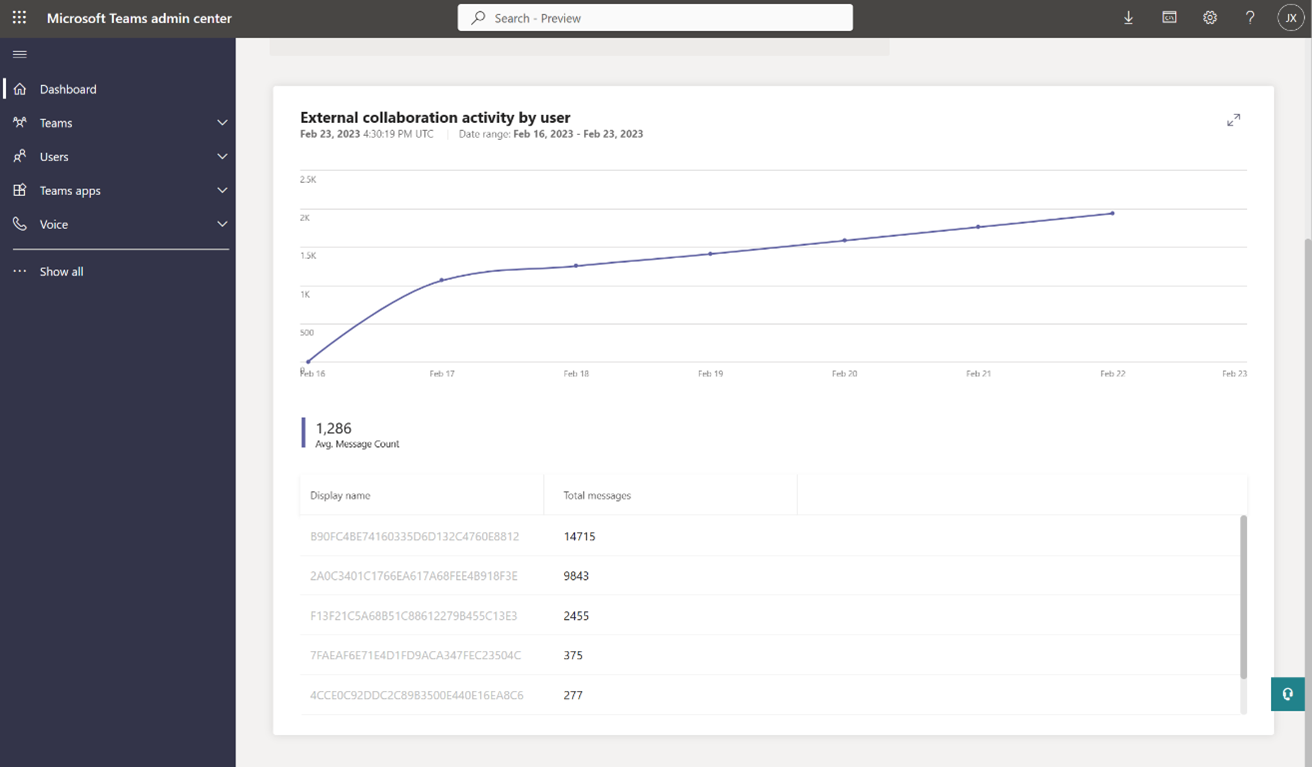 Microsoft Teams admin center
Search - Preview
JX
Dashboard
Teams
Users
Teams apps
Voice
Show all
External collaboration activity by user
Feb 23, 2023 4:30:19 PM UTC Date range: Feb 16, 2023 - Feb 23, 2023
2.5K
2K
1.5K
1K
500
0
Feb 16 Feb 17 Feb 18 Feb 19 Feb 20 Feb 21 Feb 22 Feb 23
1,286
Avg. Message Count
Display name Total messages
B90FC4BE74160335D6D132C4760E8812 14715
2A0C3401C1766EA617A68FEE4B918F3E 9843
F13F21C5A68B51C88612279B455C13E3 2455
7FAEAF6E71E4D1FD9ACA347FEC23504C 375
4CCE0C92DDC2C89B3500E440E16EA8C6 277